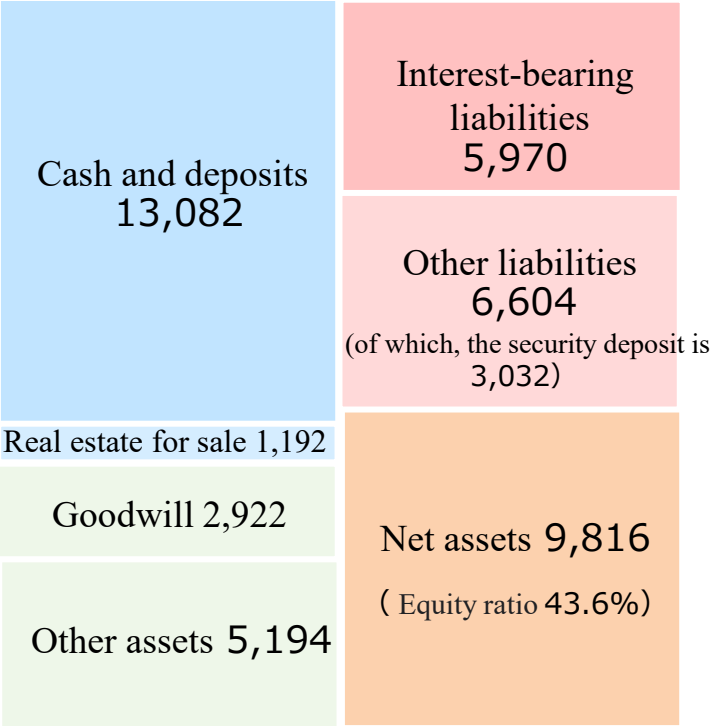 Cash and deposits
13,082
Real estate for sale 1,192
Goodwill 2,922
Other assets 5,194
Interest-bearing
liabilities
5,970
Other liabilities
6,604
(of which, the security deposit is
3,032）
Net assets 9,816
（ Equity ratio 43.6%）